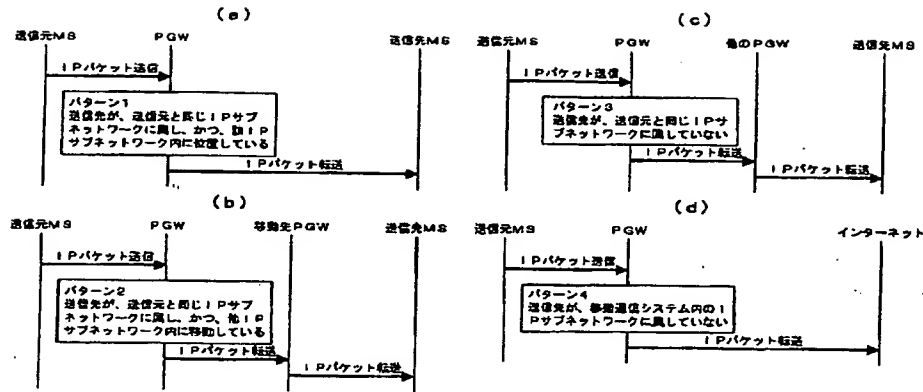 (a)
送信元MS PGW 送信先MS
IPパケット送信
パターン1
送信先が、送信元と同じIPサブ
ネットワークに属し、かつ、該IP
サブネットワーク内に位置している
IPパケット転送
(b)
送信元MS PGW 移動先PGW 送信先MS
IPパケット送信
パターン2
送信先が、送信元と同じIPサブ
ネットワークに属し、かつ、他IP
サブネットワーク内に移動している
IPパケット転送
IPパケット転送
(c)
送信元MS PGW 他のPGW 送信先MS
IPパケット送信
パターン3
送信先が、送信元と同じIPサ
ブネットワークに属していない
IPパケット転送
IPパケット転送
(d)
送信元MS PGW インターネット
IPパケット送信
パターン4
送信先が、移動通信システム内のI
Pサブネットワークに属していない
IPパケット転送